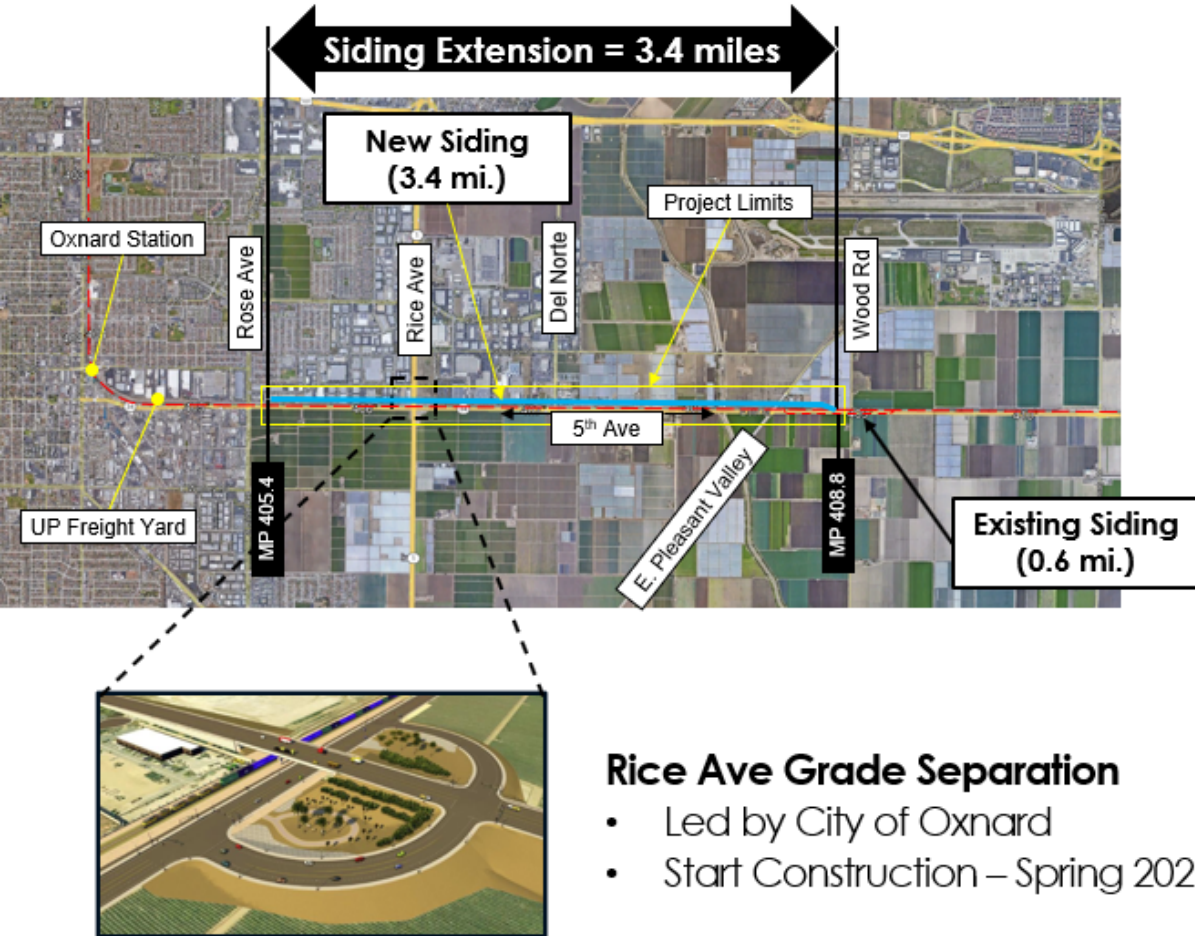 Siding Extension = 3.4 miles
New Siding
(3.4 mi.)
Project Limits
Oxnard Station
Rose Ave
Rice Ave
Del Norte
Wood Rd
5th Ave
UP Freight Yard
MP 405.4
E. Pleasant Valley
MP 408.8
Existing Siding
(0.6 mi.)
Rice Ave Grade Separation
• Led by City of Oxnard
• Start Construction – Spring 202